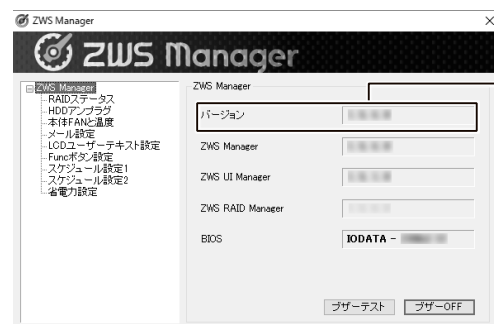 ZWS Manager
ZWS Manager
ZWS Manager
RAIDステータス
HDDアンプラグ
本体FANと温度
メール設定
LCDユーザーテキスト設定
Funcボタン設定
スケジュール設定1
スケジュール設定2
省電力設定
ZWS Manager
バージョン
ZWS Manager
ZWS UI Manager
ZWS RAID Manager
BIOS
IODATA -
ブザーテスト
ブザーOFF